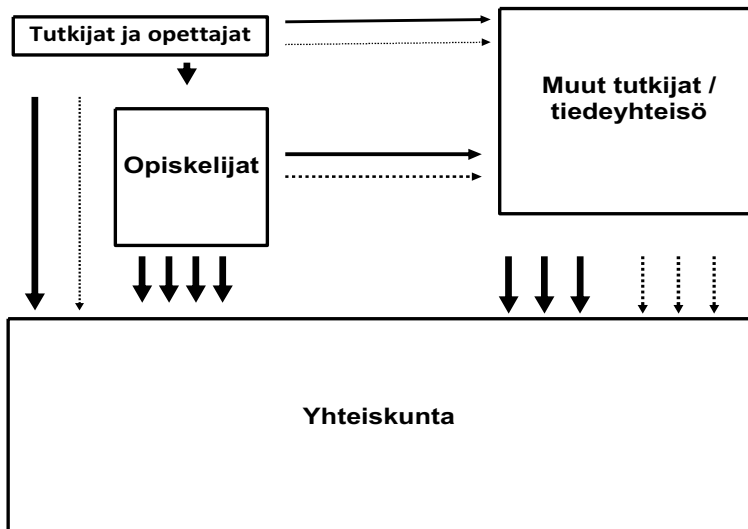 Tutkijat ja opettajat
Muut tutkijat /
tiedeyhteisö
Opiskelijat
Yhteiskunta